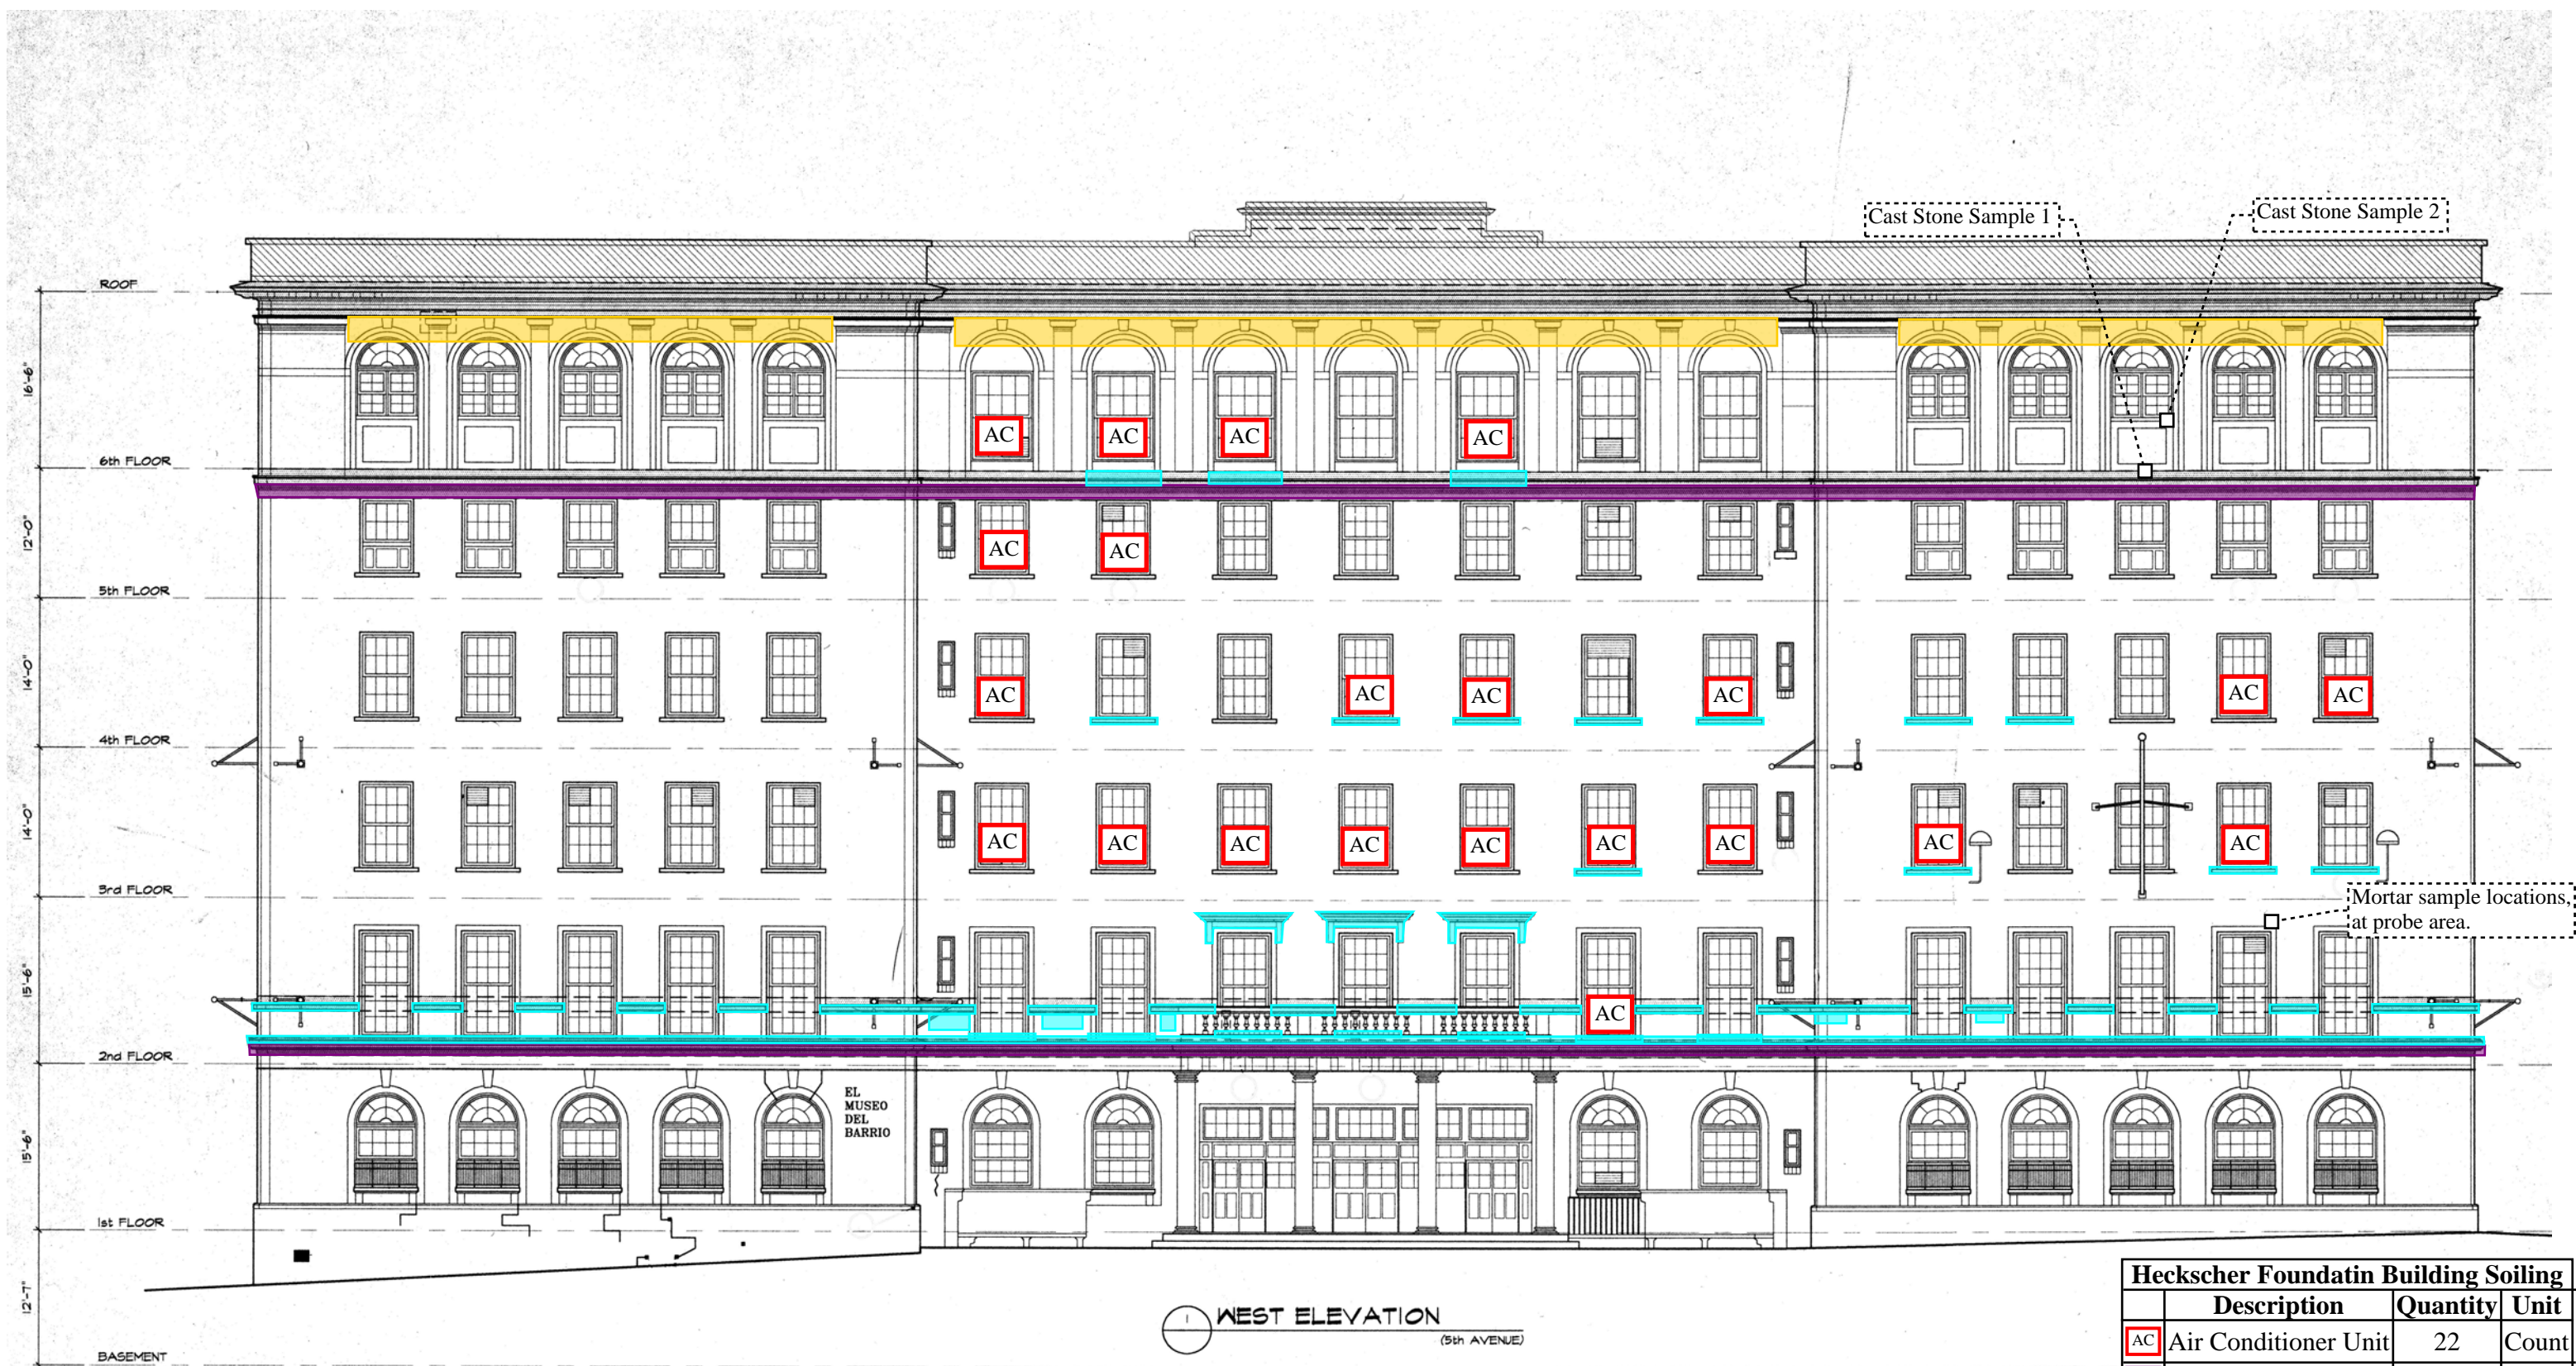 Cast Stone Sample 1
Cast Stone Sample 2
ROOF
16'-6"
AC AC AC AC
6th FLOOR
12'-0"
AC AC
5th FLOOR
14'-0"
AC AC AC AC AC AC
4th FLOOR
14'-0"
AC AC AC AC AC AC AC AC AC
3rd FLOOR
Mortar sample locations,
at probe area.
15'-6"
AC
2nd FLOOR
EL
MUSEO
DEL
BARRIO
15'-6"
1st FLOOR
12'-7"
1 WEST ELEVATION
(5th AVENUE)
BASEMENT
Heckscher Foundatin Building Soiling
Description Quantity Unit
AC Air Conditioner Unit 22 Count